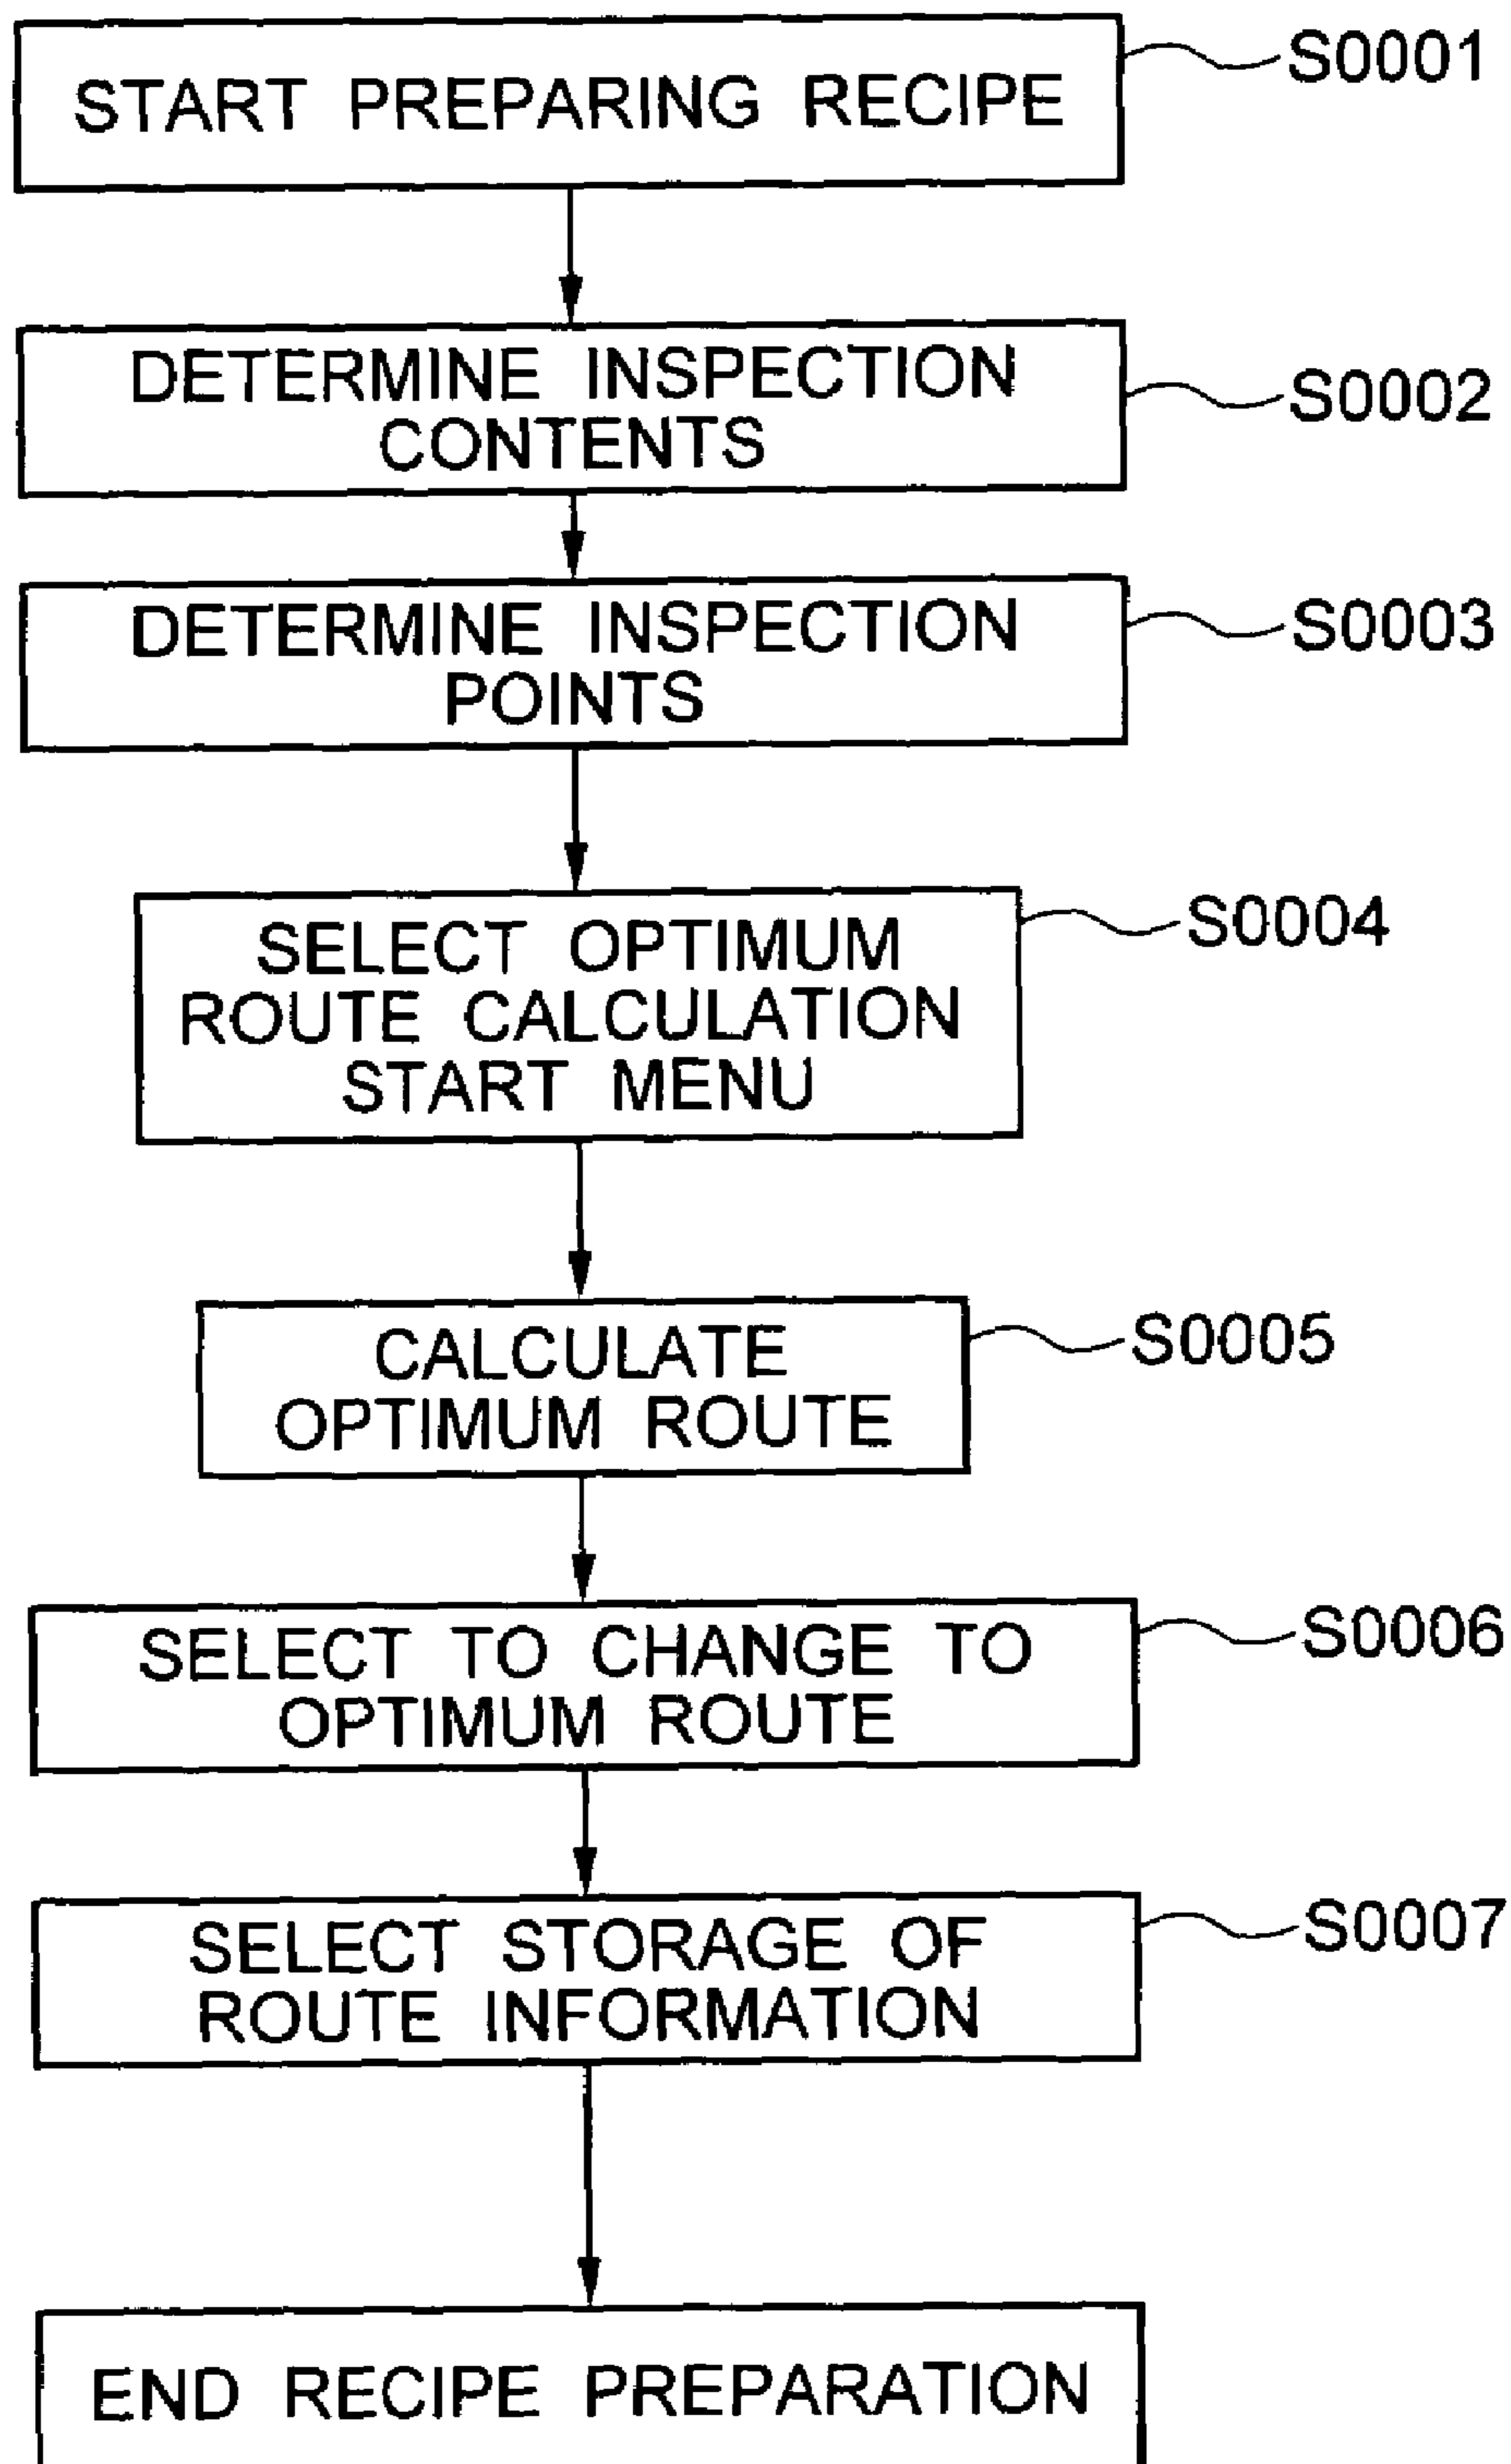 START PREPARING RECIPE
S0001
DETERMINE INSPECTION
CONTENTS
S0002
DETERMINE INSPECTION
POINTS
S0003
SELECT OPTIMUM
ROUTE CALCULATION
START MENU
S0004
CALCULATE
OPTIMUM ROUTE
S0005
SELECT TO CHANGE TO
OPTIMUM ROUTE
S0006
SELECT STORAGE OF
ROUTE INFORMATION
S0007
END RECIPE PREPARATION